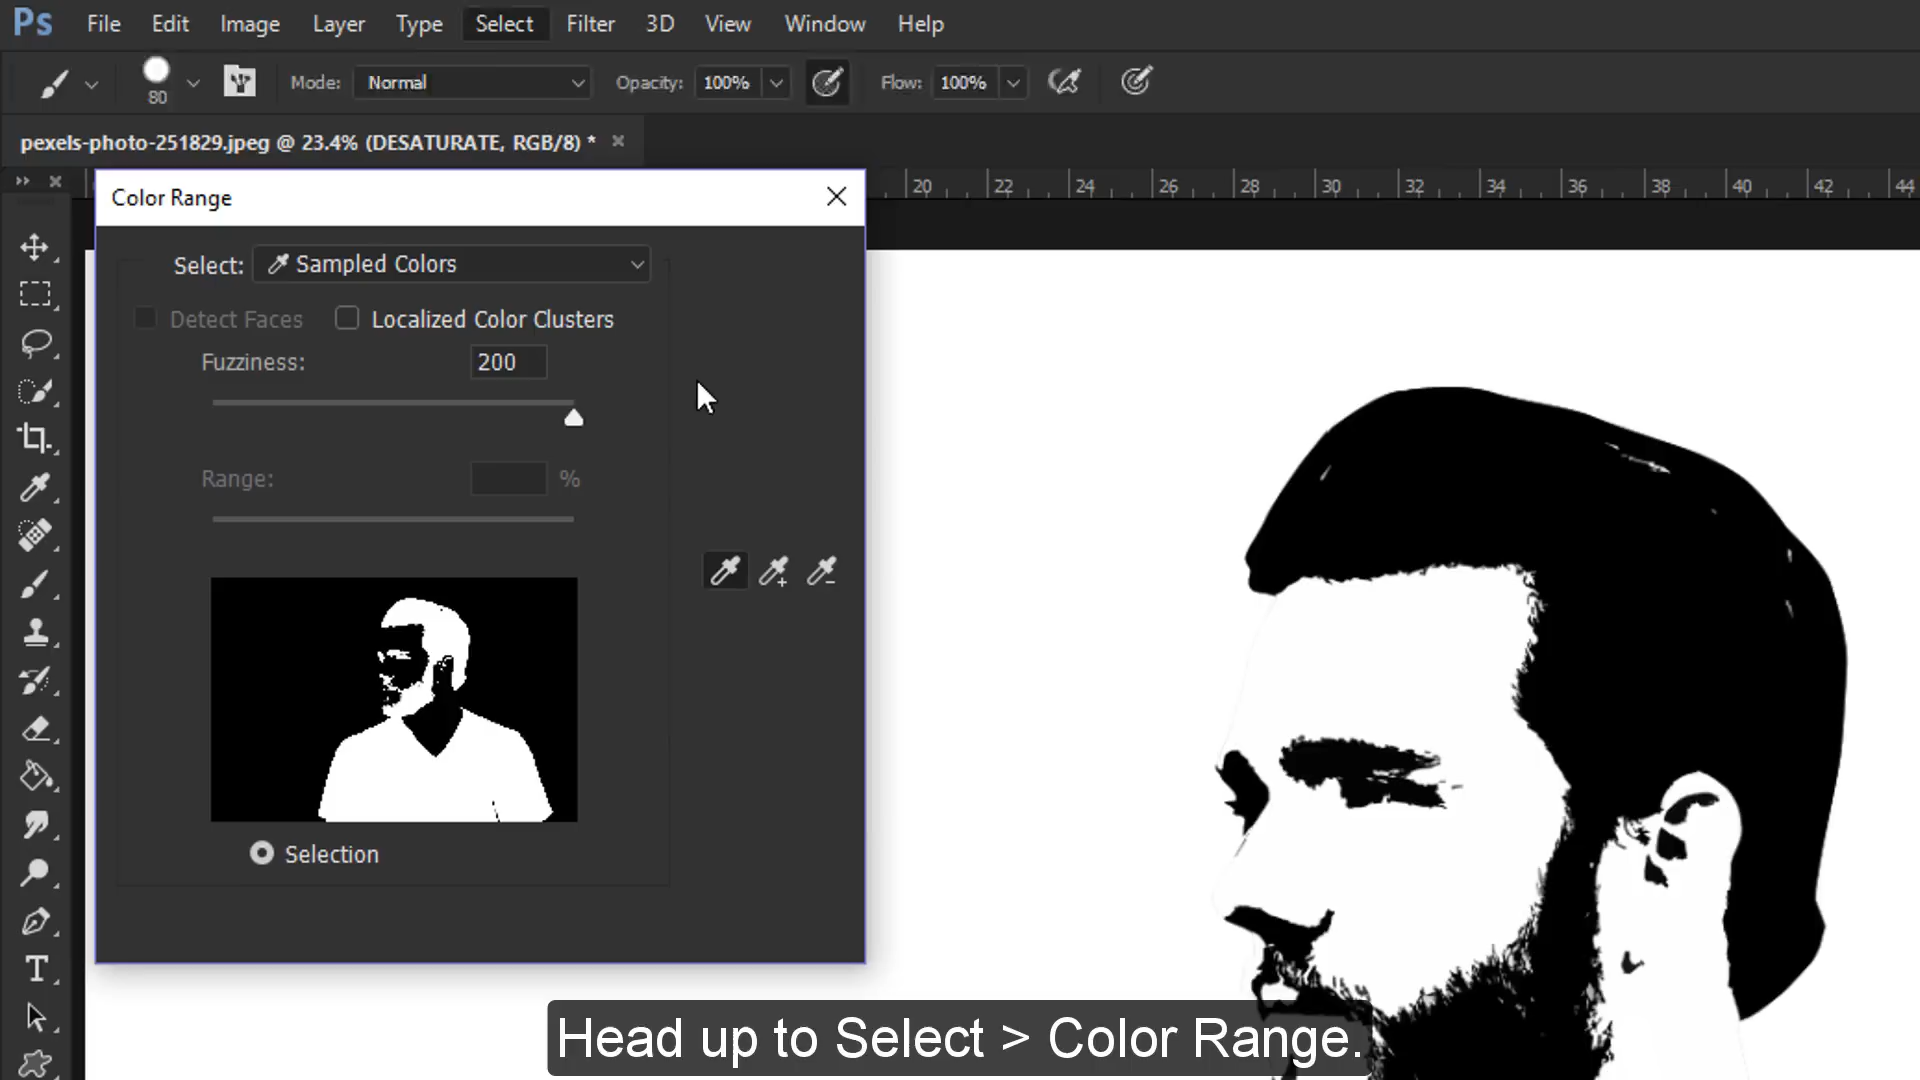 Ps File Edit Image Layer Type Select Filter 3D View Window Help
80 Mode: Normal Opacity: 100% Flow: 100%
pexels-photo-251829.jpeg @ 23.4% (DESATURATE, RGB/8) * ×
20 22 24 26 28 30 32 34 36 38 40 42 44
Color Range
Select: Sampled Colors
Detect Faces Localized Color Clusters
Fuzziness: 200
Range: %
Selection
T
Head up to Select > Color Range.